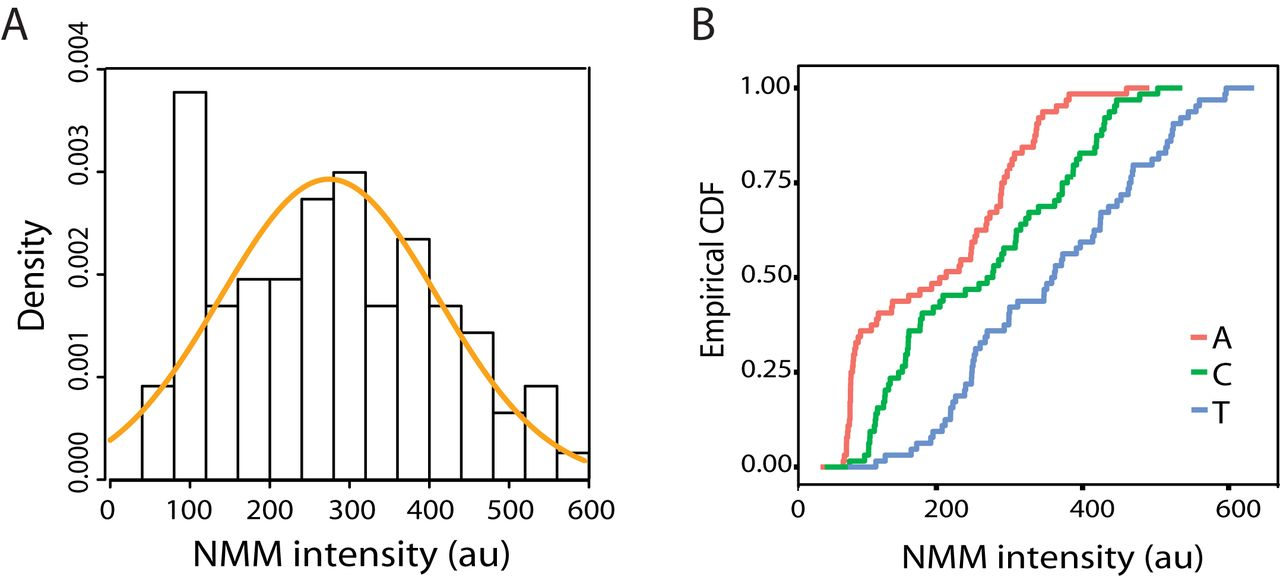 A
Density
0.004
0.003
0.002
0.001
0.000
0 100 200 300 400 500 600
NMM intensity (au)
B
Empirical CDF
1.00
0.75
0.50
0.25
0.00
A
C
T
0 200 400 600
NMM intensity (au)